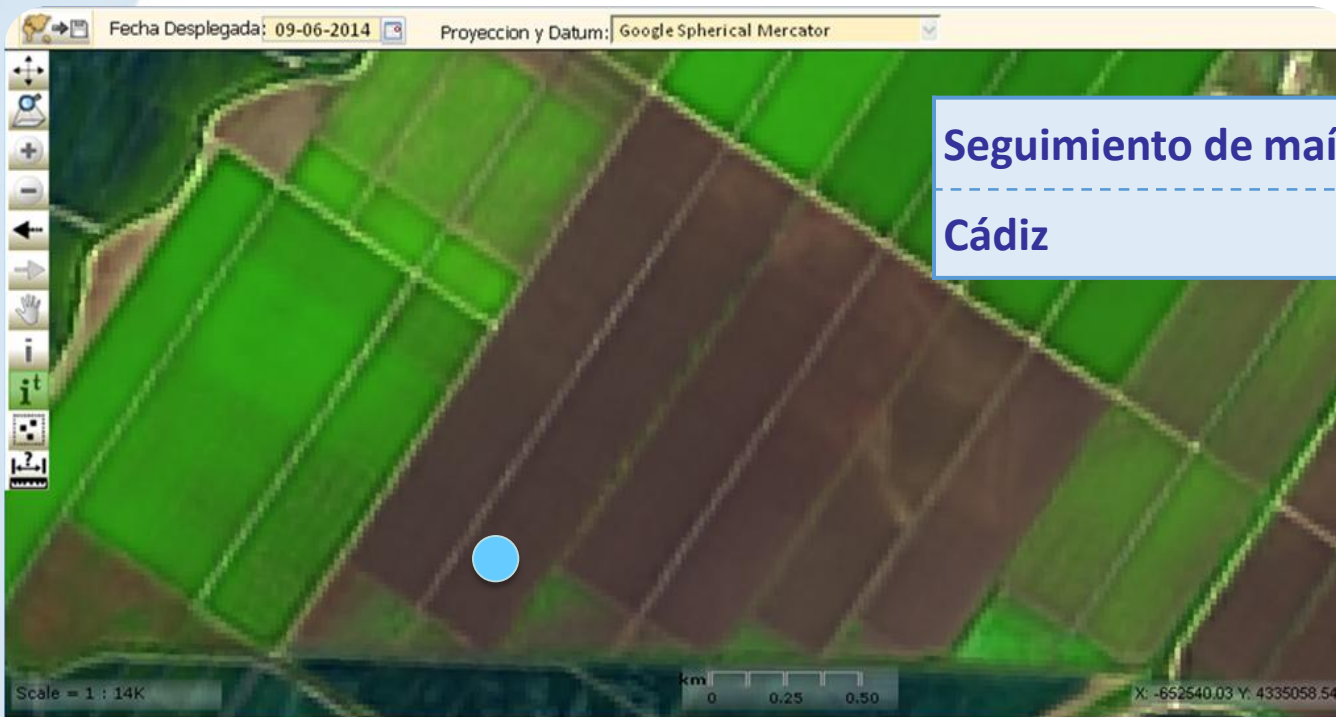 Fecha Desplegada: 09-06-2014 Proyeccion y Datum: Google Spherical Mercator
Seguimiento de maí
Cádiz
i
iᵗ
?
km
0 0.25 0.50
Scale = 1 : 14K
X: -652540.03 Y: 4335058.54